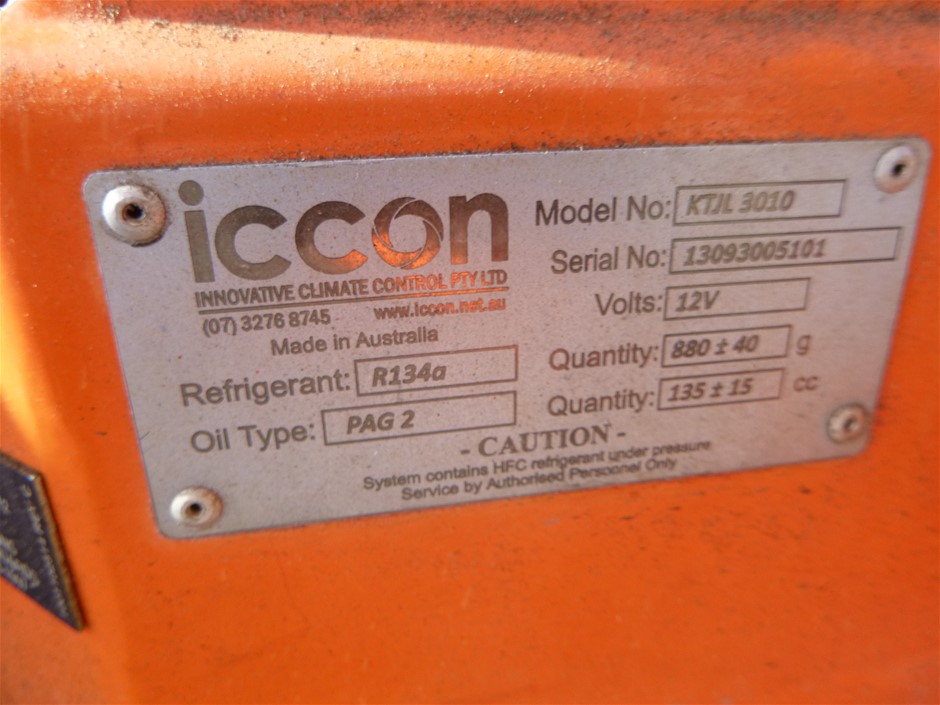 iccon
INNOVATIVE CLIMATE CONTROL PTY LTD
(07) 3276 8745 www.iccon.net.au
Made in Australia
Refrigerant: R134a
Oil Type: PAG 2
Model No: KTJL 3010
Serial No: 13093005101
Volts: 12V
Quantity: 880 ± 40 g
Quantity: 135 ± 15 cc
- CAUTION -
System contains HFC refrigerant under pressure
Service by Authorised Personnel Only